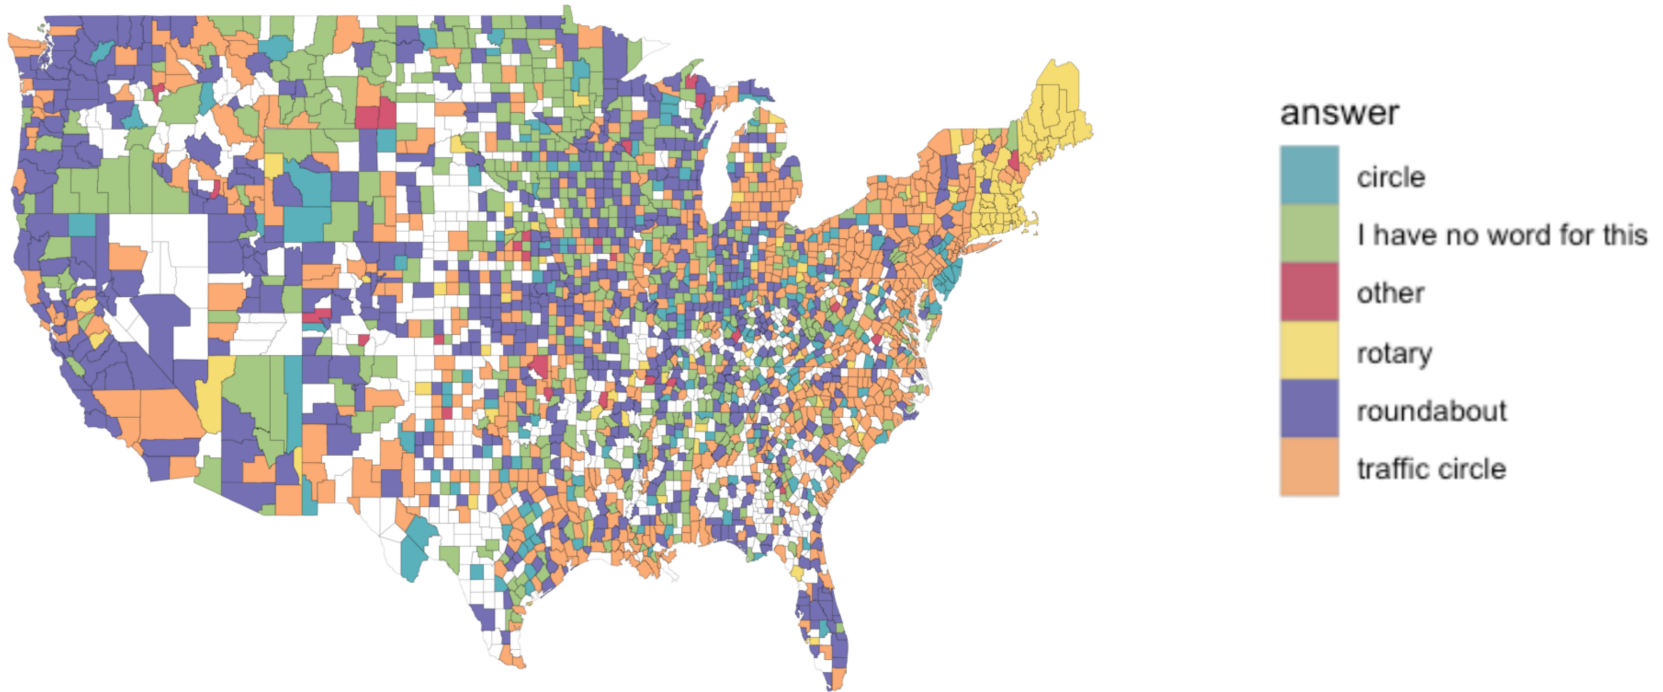 answer
circle
I have no word for this
other
rotary
roundabout
traffic circle